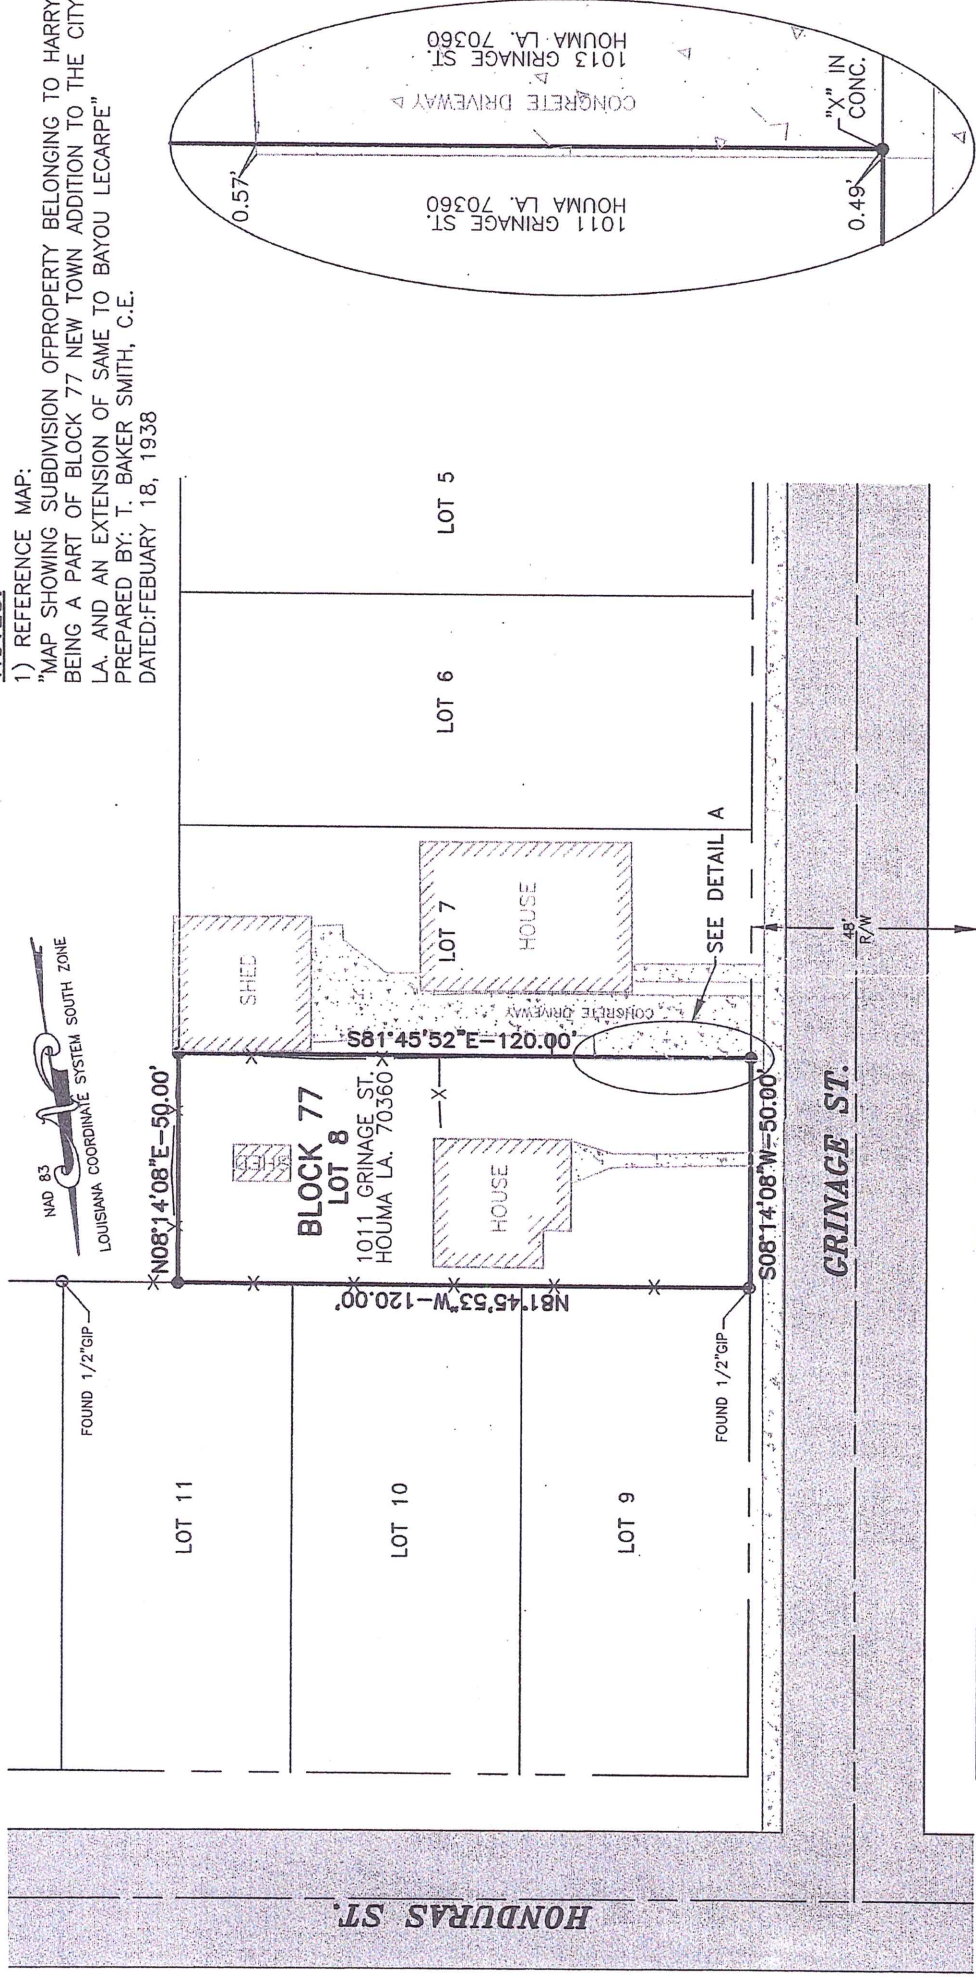 1) REFERENCE MAP:
"MAP SHOWING SUBDIVISION OFPROPERTY BELONGING TO HARRY
BEING A PART OF BLOCK 77 NEW TOWN ADDITION TO THE CITY
LA. AND AN EXTENSION OF SAME TO BAYOU LECARPE"
PREPARED BY: T. BAKER SMITH, C.E.
DATED:FEBUARY 18, 1938
NAD 83
LOUISIANA COORDINATE SYSTEM SOUTH ZONE
FOUND 1/2"GIP
N08°14'08"E-50.00'
SHED
LOT 11
LOT 10
LOT 9
BLOCK 77
LOT 8
1011 GRINAGE ST.
HOUMA LA. 70360
HOUSE
N81°45'53"W-120.00'
S81°45'52"E-120.00'
CONCRETE DRIVEWAY
LOT 7
HOUSE
LOT 6
LOT 5
SEE DETAIL A
FOUND 1/2"GIP
S08°14'08"W-50.00'
GRINAGE ST.
48'
R/W
HONDURAS ST.
0.57'
1011 GRINAGE ST.
HOUMA LA. 70360
CONCRETE DRIVEWAY
1013 GRINAGE ST.
HOUMA LA. 70360
0.49'
"X" IN
CONC.